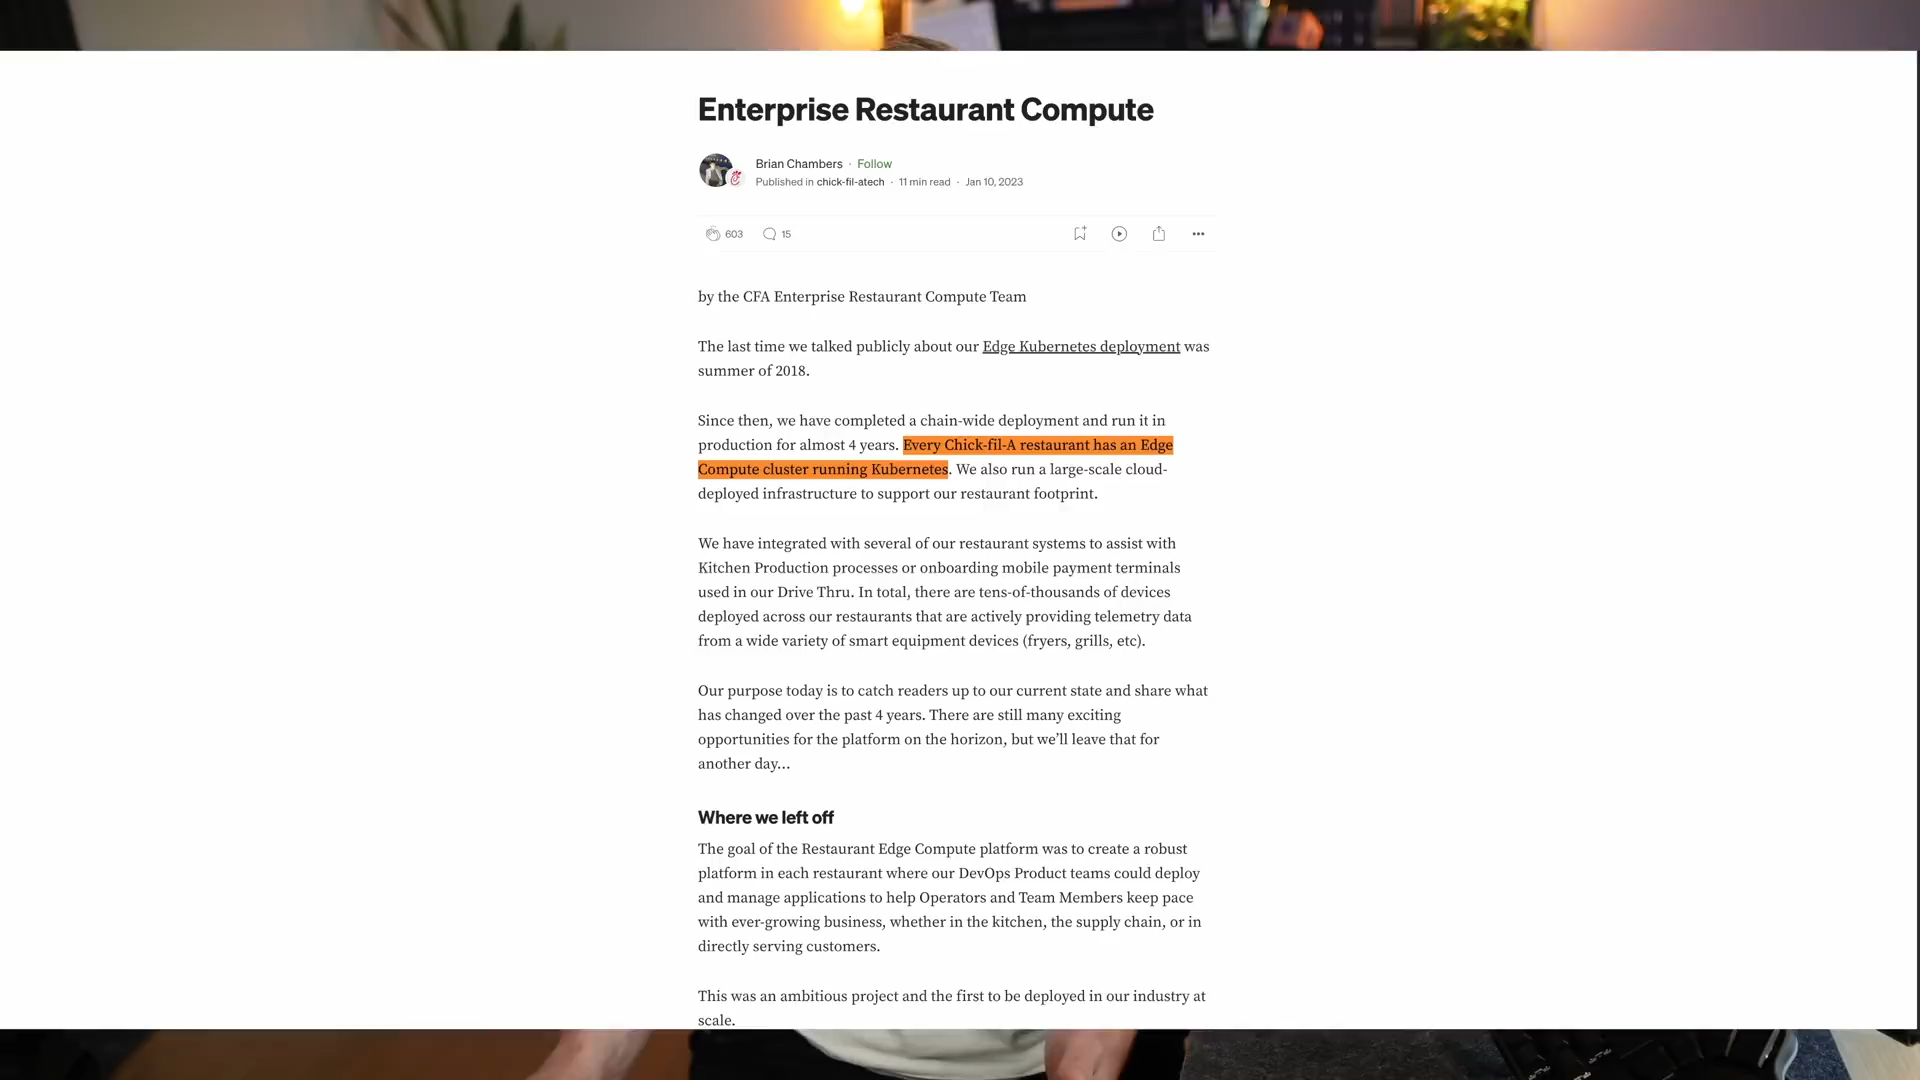 Enterprise Restaurant Compute
Brian Chambers · Follow
Published in chick-fil-atech · 11 min read · Jan 10, 2023
603 15
by the CFA Enterprise Restaurant Compute Team
The last time we talked publicly about our Edge Kubernetes deployment was
summer of 2018.
Since then, we have completed a chain-wide deployment and run it in
production for almost 4 years. Every Chick-fil-A restaurant has an Edge
Compute cluster running Kubernetes. We also run a large-scale cloud-
deployed infrastructure to support our restaurant footprint.
We have integrated with several of our restaurant systems to assist with
Kitchen Production processes or onboarding mobile payment terminals
used in our Drive Thru. In total, there are tens-of-thousands of devices
deployed across our restaurants that are actively providing telemetry data
from a wide variety of smart equipment devices (fryers, grills, etc).
Our purpose today is to catch readers up to our current state and share what
has changed over the past 4 years. There are still many exciting
opportunities for the platform on the horizon, but we’ll leave that for
another day…
Where we left off
The goal of the Restaurant Edge Compute platform was to create a robust
platform in each restaurant where our DevOps Product teams could deploy
and manage applications to help Operators and Team Members keep pace
with ever-growing business, whether in the kitchen, the supply chain, or in
directly serving customers.
This was an ambitious project and the first to be deployed in our industry at
scale.